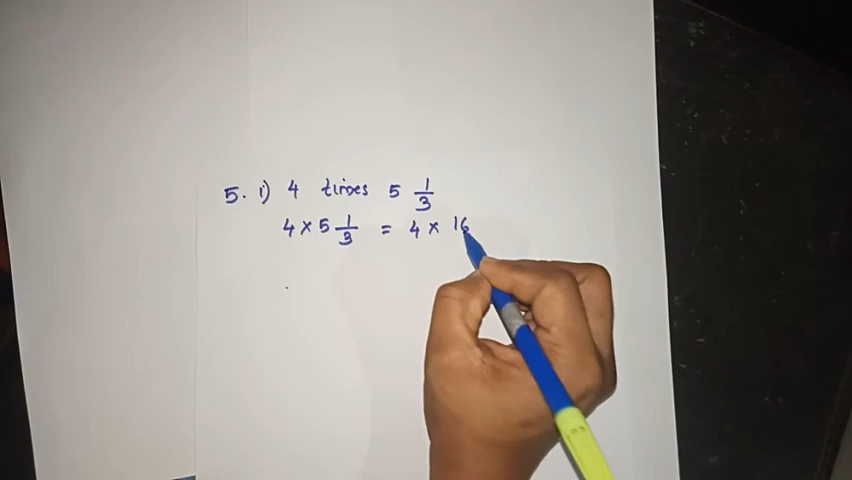 5. i) 4 times 5 1/3
4 × 5 1/3 = 4 × 16